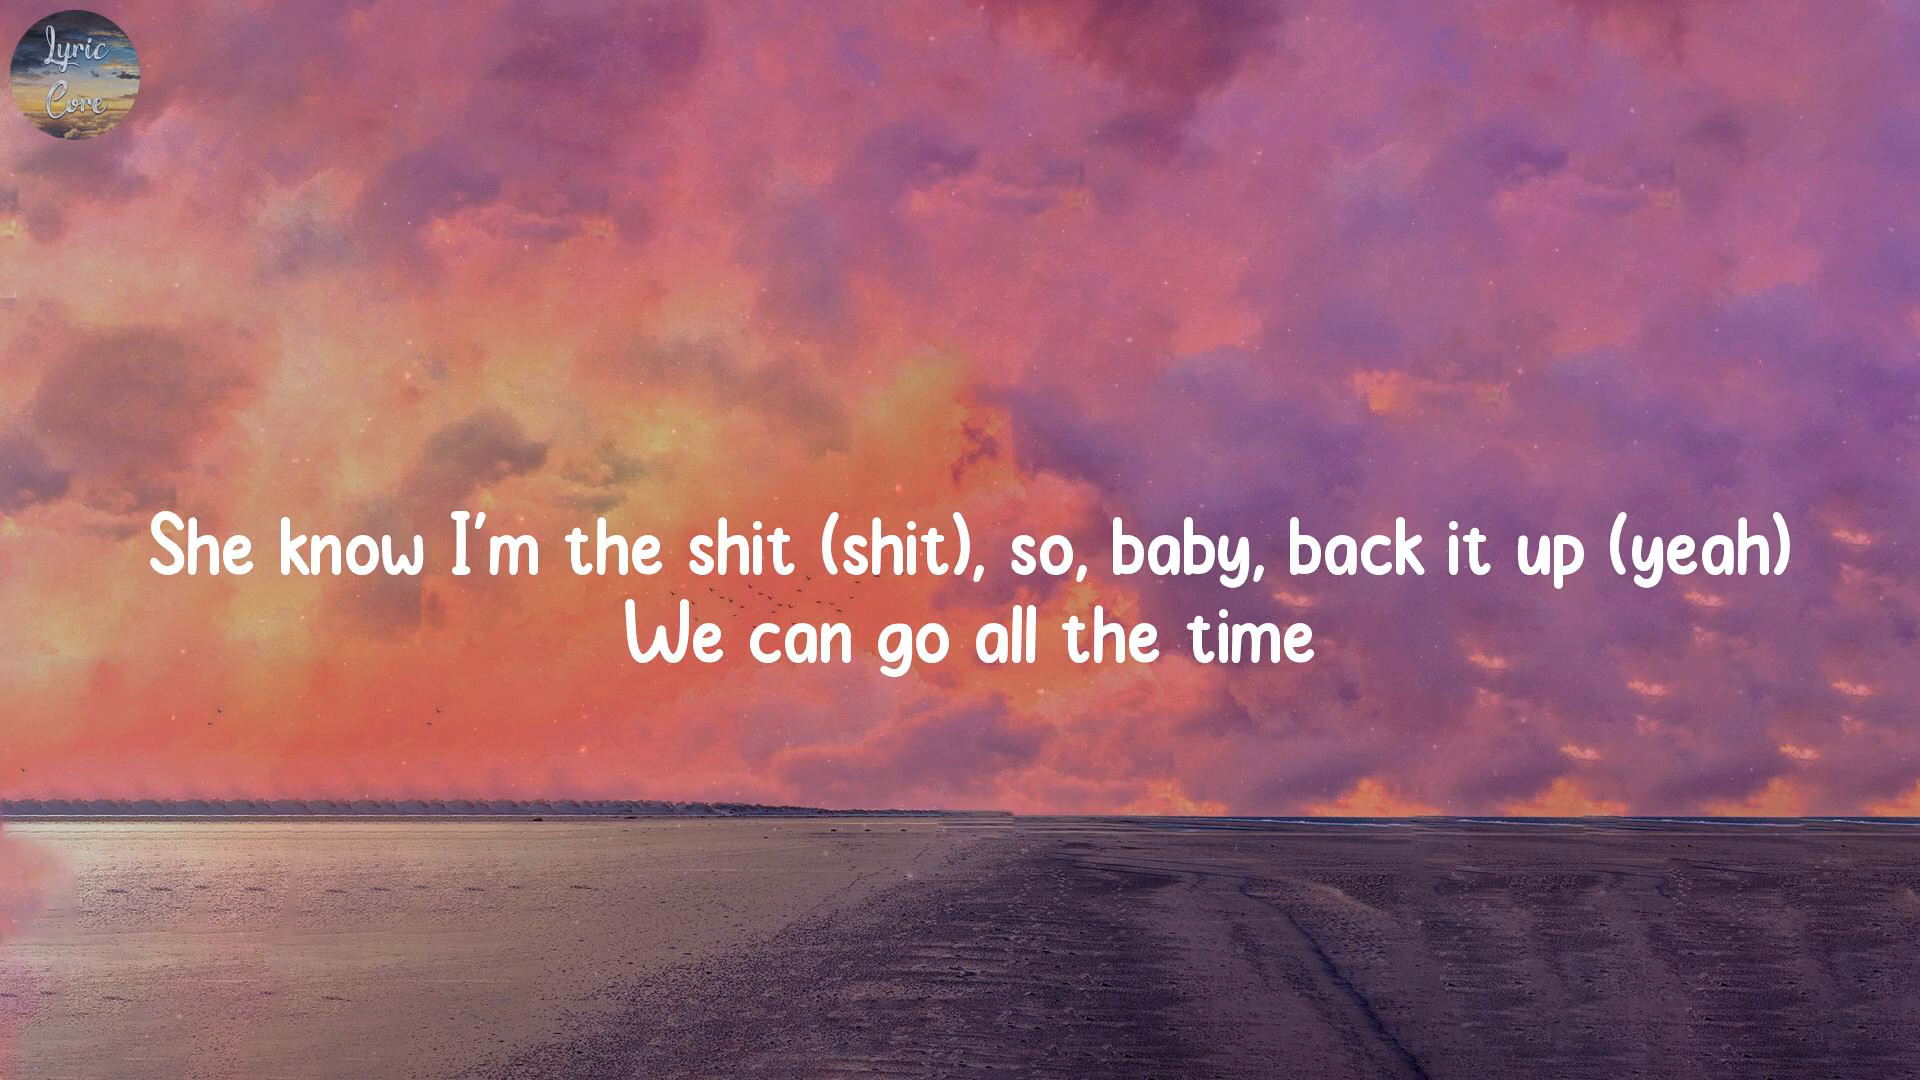 Lyric
Core
She know I'm the shit (shit), so, baby, back it up (yeah)
We can go all the time